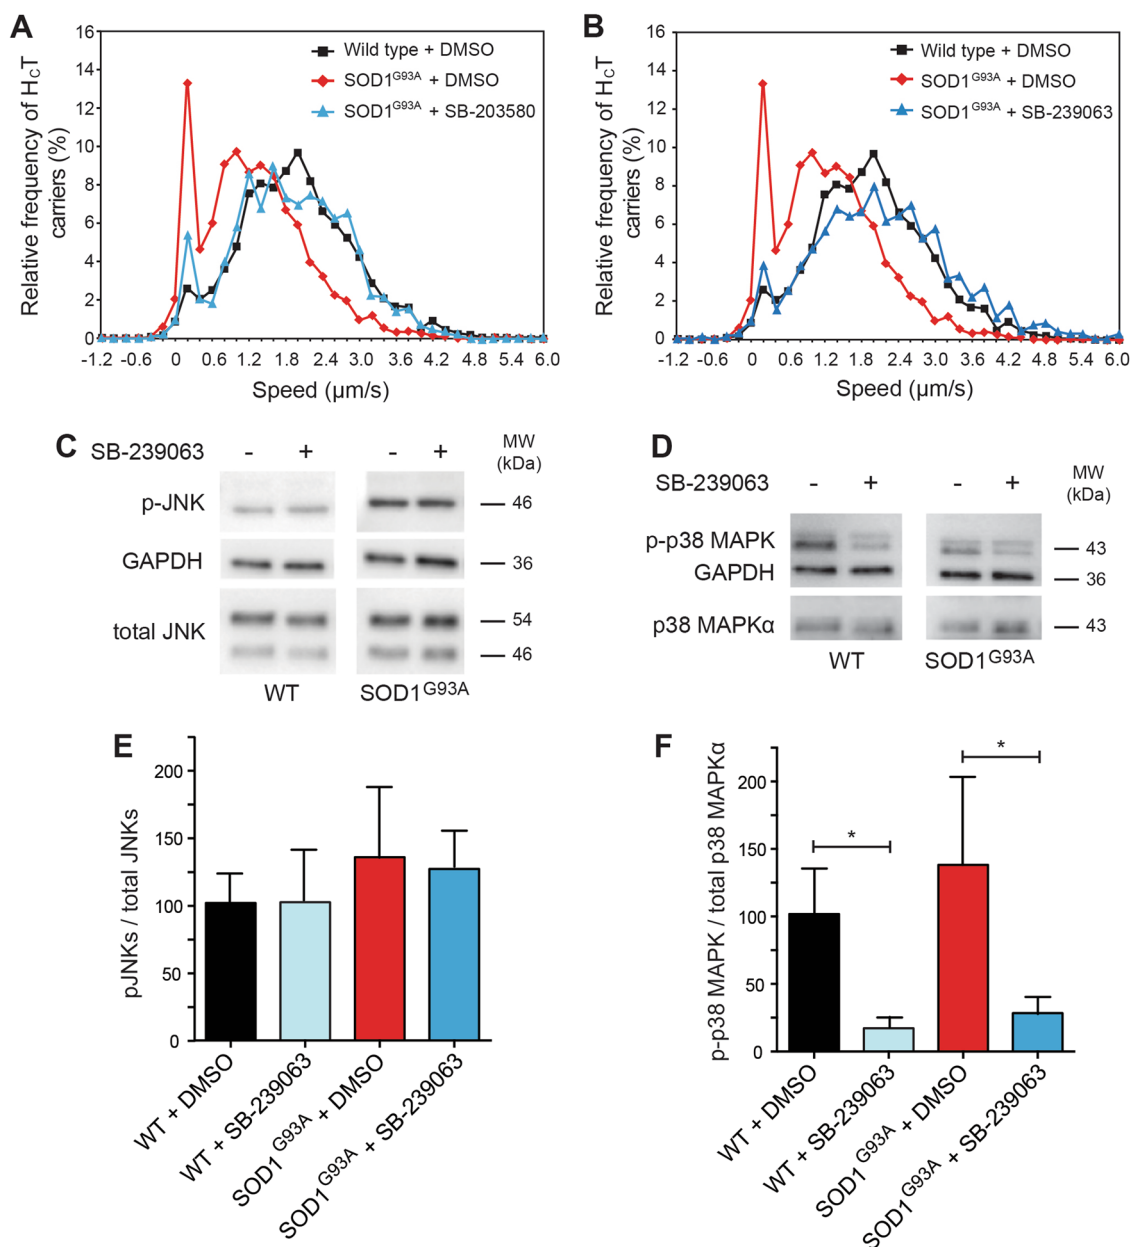 A
Relative frequency of HCT
carriers (%)
16
14
12
10
8
6
4
2
0
Wild type + DMSO
SOD1G93A + DMSO
SOD1G93A + SB-203580
-1.2 -0.6 0 0.6 1.2 1.8 2.4 3.0 3.6 4.2 4.8 5.4 6.0
Speed (µm/s)
B
Relative frequency of HCT
carriers (%)
16
14
12
10
8
6
4
2
0
Wild type + DMSO
SOD1G93A + DMSO
SOD1G93A + SB-239063
-1.2 -0.6 0 0.6 1.2 1.8 2.4 3.0 3.6 4.2 4.8 5.4 6.0
Speed (µm/s)
C
SB-239063 - + - +
MW
(kDa)
p-JNK
46
GAPDH
36
total JNK
54
46
WT SOD1G93A
D
SB-239063 - + - +
MW
(kDa)
p-p38 MAPK
43
GAPDH
36
p38 MAPKα
43
WT SOD1G93A
E
pJNKs / total JNKs
200
150
100
50
0
WT + DMSO
WT + SB-239063
SOD1 G93A + DMSO
SOD1G93A + SB-239063
F
p-p38 MAPK / total p38 MAPKα
200
150
100
50
0
*
*
WT + DMSO
WT + SB-239063
SOD1 G93A + DMSO
SOD1G93A + SB-239063